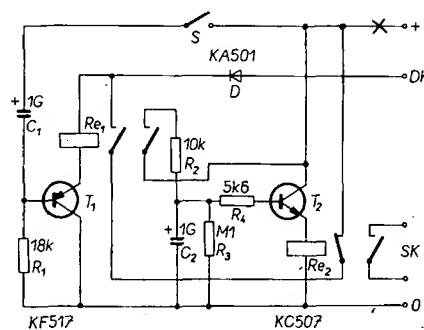 S
+
KA501
D
DK
+ 1G
C1
Re1
10k
R2
T1
5k6
R4
T2
18k
R1
+ 1G
C2
M1
R3
Re2
SK
0
KF517
KC507